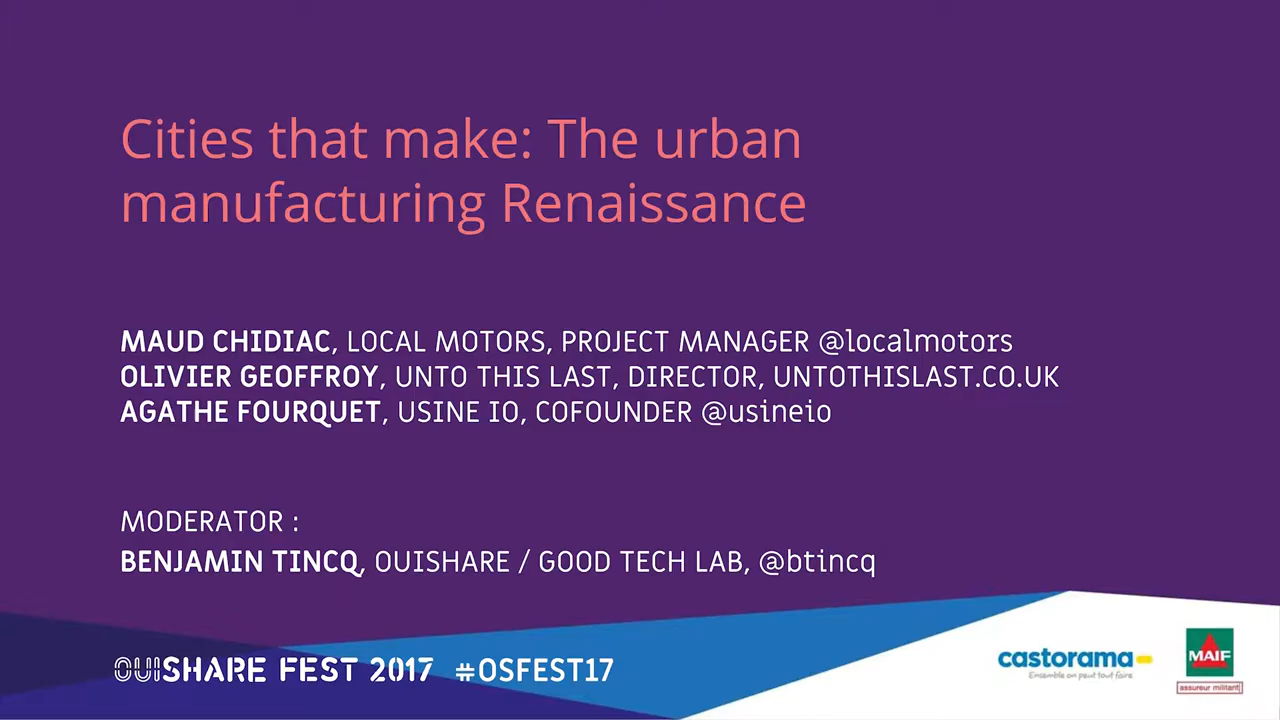 Cities that make: The urban
manufacturing Renaissance
MAUD CHIDIAC, LOCAL MOTORS, PROJECT MANAGER @localmotors
OLIVIER GEOFFROY, UNTO THIS LAST, DIRECTOR, UNTOTHISLAST.CO.UK
AGATHE FOURQUET, USINE IO, COFOUNDER @usineio
MODERATOR :
BENJAMIN TINCQ, OUISHARE / GOOD TECH LAB, @btincq
OUISHARE FEST 2017 #OSFEST17
castorama
Ensemble on peut tout faire
MAIF
assureur militant